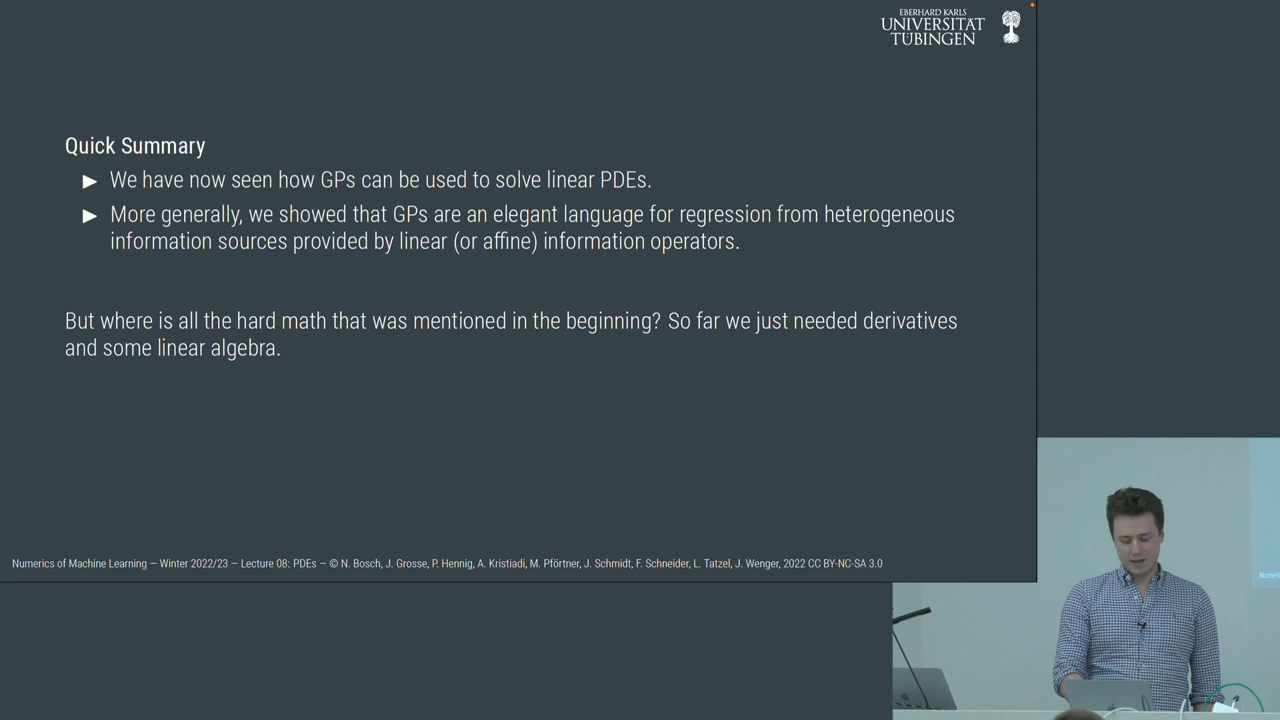 EBERHARD KARLS
UNIVERSITÄT
TÜBINGEN
Quick Summary
▶ We have now seen how GPs can be used to solve linear PDEs.
▶ More generally, we showed that GPs are an elegant language for regression from heterogeneous
information sources provided by linear (or affine) information operators.
But where is all the hard math that was mentioned in the beginning? So far we just needed derivatives
and some linear algebra.
Numerics of Machine Learning — Winter 2022/23 — Lecture 08: PDEs — © N. Bosch, J. Grosse, P. Hennig, A. Kristiadi, M. Pförtner, J. Schmidt, F. Schneider, L. Tatzel, J. Wenger, 2022 CC BY-NC-SA 3.0
Numeri